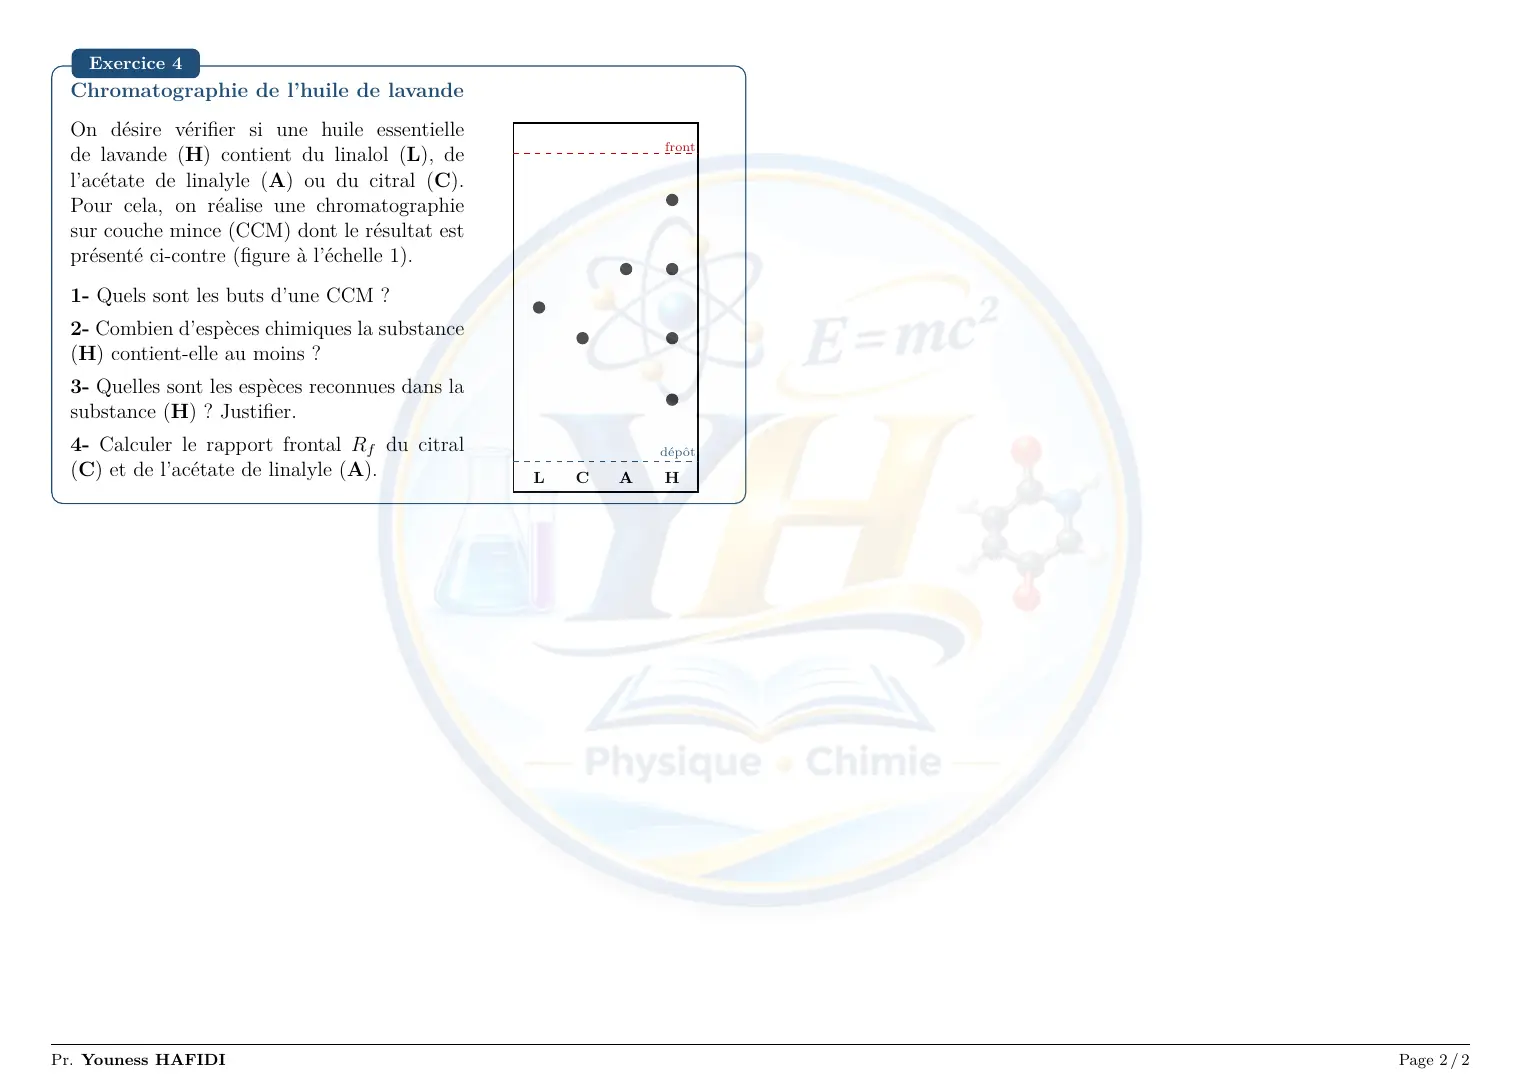 Exercice 4
Chromatographie de l'huile de lavande
On désire vérifier si une huile essentielle
de lavande (H) contient du linalol (L), de
l'acétate de linalyle (A) ou du citral (C).
Pour cela, on réalise une chromatographie
sur couche mince (CCM) dont le résultat est
présenté ci-contre (figure à l'échelle 1).
1- Quels sont les buts d'une CCM ?
2- Combien d'espèces chimiques la substance
(H) contient-elle au moins ?
3- Quelles sont les espèces reconnues dans la
substance (H) ? Justifier.
4- Calculer le rapport frontal Rf du citral
(C) et de l'acétate de linalyle (A).
front
dépôt
L C A H
E=mc²
YH
Physique • Chimie
Pr. Youness HAFIDI
Page 2 / 2